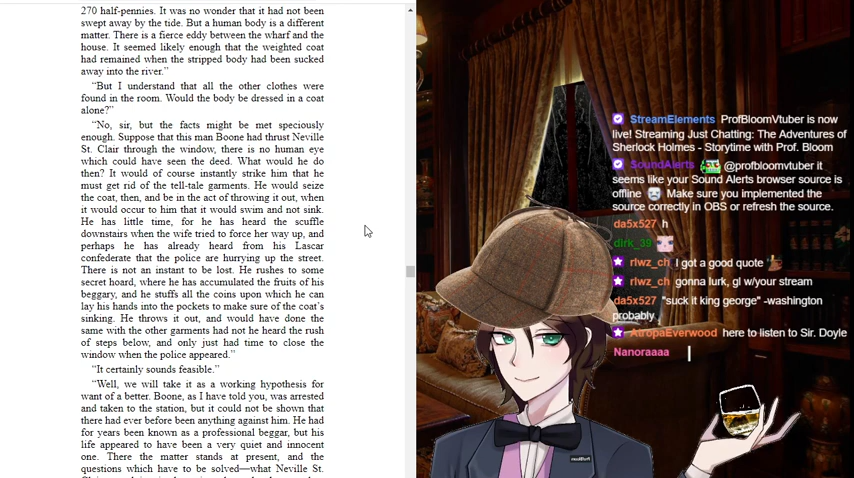 270 half-pennies. It was no wonder that it had not been
swept away by the tide. But a human body is a different
matter. There is a fierce eddy between the wharf and the
house. It seemed likely enough that the weighted coat
had remained when the stripped body had been sucked
away into the river.”
“But I understand that all the other clothes were
found in the room. Would the body be dressed in a coat
alone?”
“No, sir, but the facts might be met speciously
enough. Suppose that this man Boone had thrust Neville
St. Clair through the window, there is no human eye
which could have seen the deed. What would he do
then? It would of course instantly strike him that he
must get rid of the tell-tale garments. He would seize
the coat, then, and be in the act of throwing it out, when
it would occur to him that it would swim and not sink.
He has little time, for he has heard the scuffle
downstairs when the wife tried to force her way up, and
perhaps he has already heard from his Lascar
confederate that the police are hurrying up the street.
There is not an instant to be lost. He rushes to some
secret hoard, where he has accumulated the fruits of his
beggary, and he stuffs all the coins upon which he can
lay his hands into the pockets to make sure of the coat’s
sinking. He throws it out, and would have done the
same with the other garments had not he heard the rush
of steps below, and only just had time to close the
window when the police appeared.”
“It certainly sounds feasible.”
“Well, we will take it as a working hypothesis for
want of a better. Boone, as I have told you, was arrested
and taken to the station, but it could not be shown that
there had ever before been anything against him. He had
for years been known as a professional beggar, but his
life appeared to have been a very quiet and innocent
one. There the matter stands at present, and the
questions which have to be solved—what Neville St.
StreamElements ProfBloomVtuber is now
live! Streaming Just Chatting: The Adventures of
Sherlock Holmes - Storytime with Prof. Bloom
SoundAlerts @profbloomvtuber it
seems like your Sound Alerts browser source is
offline Make sure you implemented the
source correctly in OBS or refresh the source.
da5x527 h
dirk_39
rlwz_ch I got a good quote
rlwz_ch gonna lurk, gl w/your stream
da5x527 "suck it king george" -washington
probably
AtropaEverwood here to listen to Sir. Doyle
Nanoraaaa